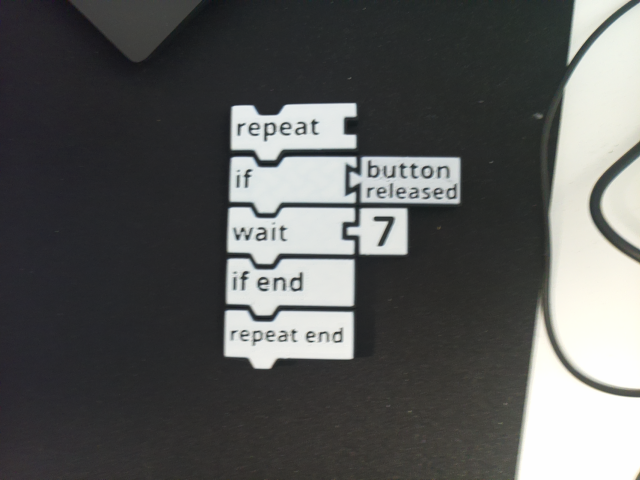 repeat
if button released
wait 7
if end
repeat end